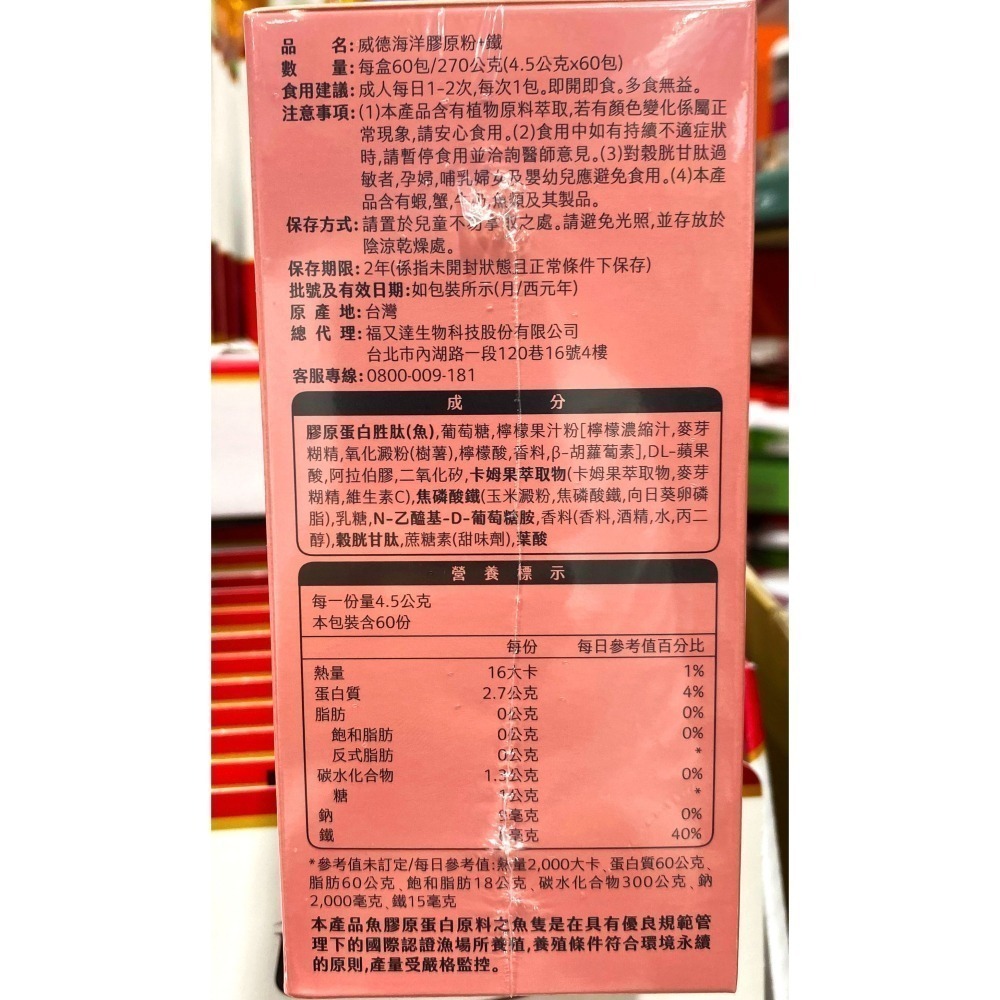 品　名:威德海洋膠原粉+鐵
數　量:每盒60包/270公克(4.5公克x60包)
食用建議:成人每日1-2次,每次1包。即開即食。多食無益。
注意事項:(1)本產品含有植物原料萃取,若有顏色變化係屬正
常現象,請安心食用。(2)食用中如有持續不適症狀
時,請暫停食用並洽詢醫師意見。(3)對穀胱甘肽過
敏者,孕婦,哺乳婦女及嬰幼兒應避免食用。(4)本產
品含有蝦,蟹,牛奶,魚類及其製品。
保存方式:請置於兒童不易拿取之處。請避免光照,並存放於
陰涼乾燥處。
保存期限:2年(係指未開封狀態且正常條件下保存)
批號及有效日期:如包裝所示(月/西元年)
原 產 地:台灣
總 代 理:福又達生物科技股份有限公司
台北市內湖路一段120巷16號4樓
客服專線:0800-009-181
成　分
膠原蛋白胜肽(魚),葡萄糖,檸檬果汁粉[檸檬濃縮汁,麥芽
糊精,氧化澱粉(樹薯),檸檬酸,香料,β-胡蘿蔔素],DL-蘋果
酸,阿拉伯膠,二氧化矽,卡姆果萃取物(卡姆果萃取物,麥芽
糊精,維生素C),焦磷酸鐵(玉米澱粉,焦磷酸鐵,向日葵卵磷
脂),乳糖,N-乙醯基-D-葡萄糖胺,香料(香料,酒精,水,丙二
醇),穀胱甘肽,蔗糖素(甜味劑),葉酸
營 養 標 示
每一份量4.5公克
本包裝含60份
每份　每日參考值百分比
熱量　16大卡　1%
蛋白質　2.7公克　4%
脂肪　0公克　0%
飽和脂肪　0公克　0%
反式脂肪　0公克　*
碳水化合物　1.3公克　0%
糖　1公克　*
鈉　毫克　0%
鐵　毫克　40%
*參考值未訂定/每日參考值:熱量2,000大卡、蛋白質60公克、
脂肪60公克、飽和脂肪18公克、碳水化合物300公克、鈉
2,000毫克、鐵15毫克
本產品魚膠原蛋白原料之魚隻是在具有優良規範管
理下的國際認證漁場所養殖,養殖條件符合環境永續
的原則,產量受嚴格監控。